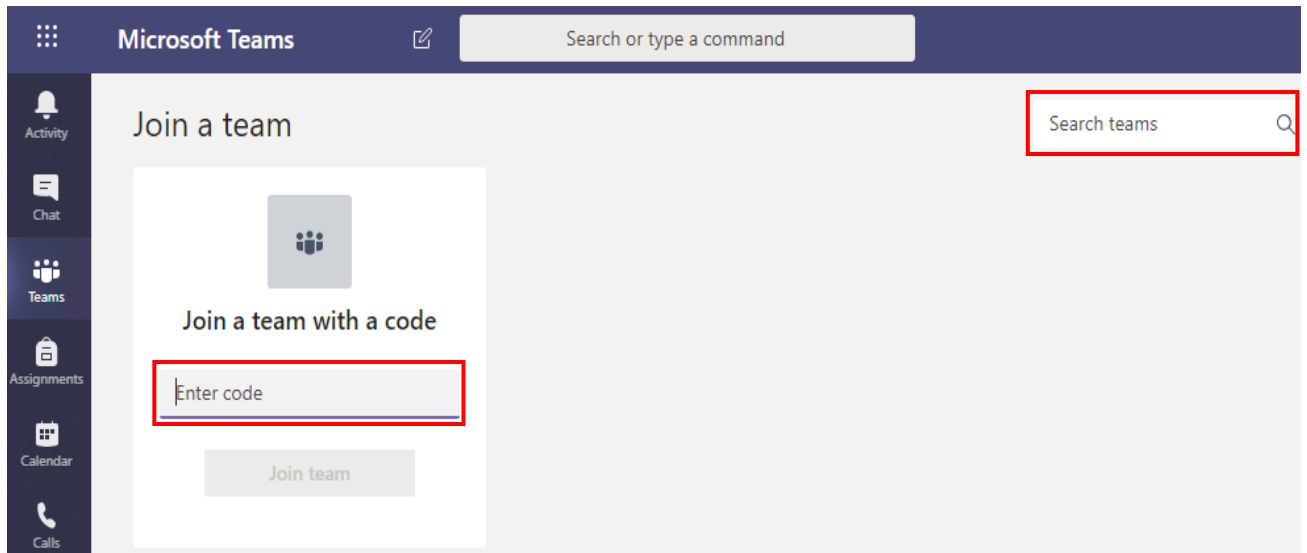 Microsoft Teams
Search or type a command
Activity
Chat
Teams
Assignments
Calendar
Calls
Join a team
Search teams
Join a team with a code
Enter code
Join team